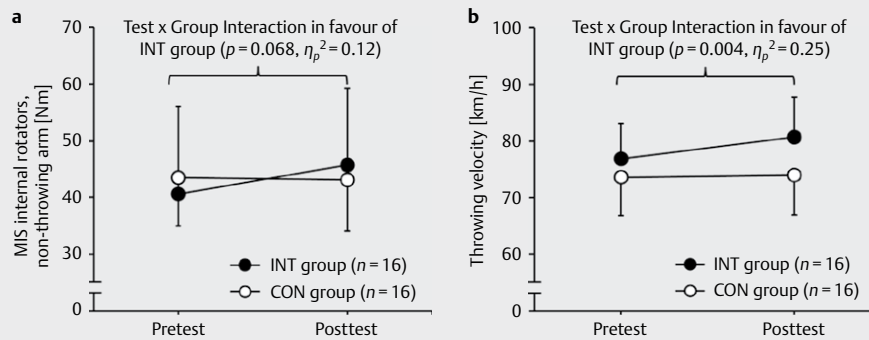 a
Test x Group Interaction in favour of
INT group (p = 0.068, ηp² = 0.12)
MIS internal rotators,
non-throwing arm [Nm]
70
60
50
40
30
0
INT group (n = 16)
CON group (n = 16)
Pretest Posttest
b
Test x Group Interaction in favour of
INT group (p = 0.004, ηp² = 0.25)
Throwing velocity [km/h]
100
90
80
70
60
0
INT group (n = 16)
CON group (n = 16)
Pretest Posttest